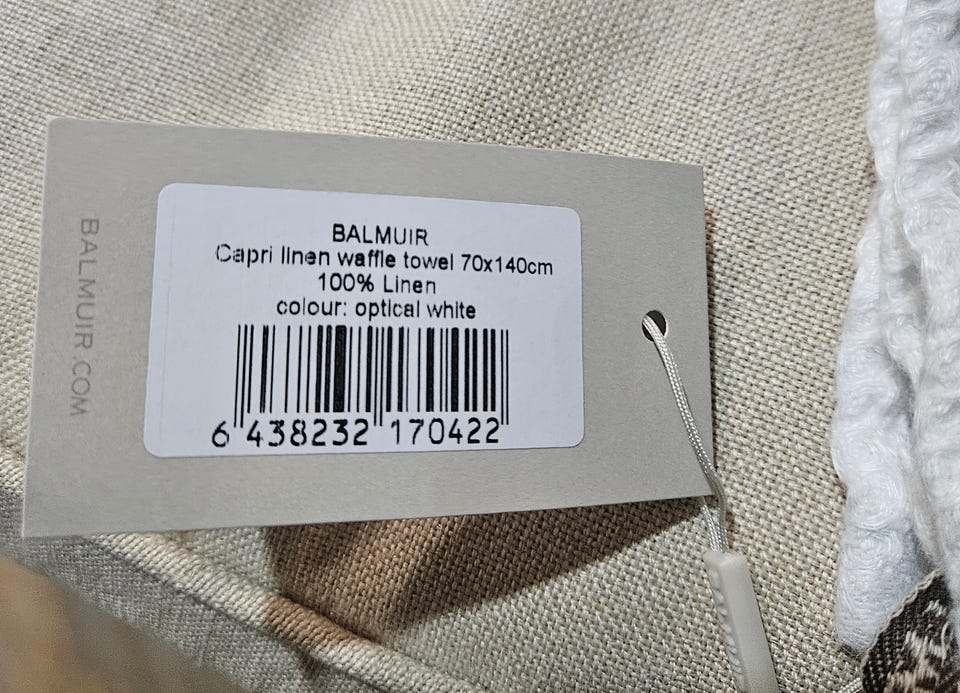 BALMUIR
Capri linen waffle towel 70x140cm
100% Linen
colour: optical white
6 438232 170422
BALMUIR.COM